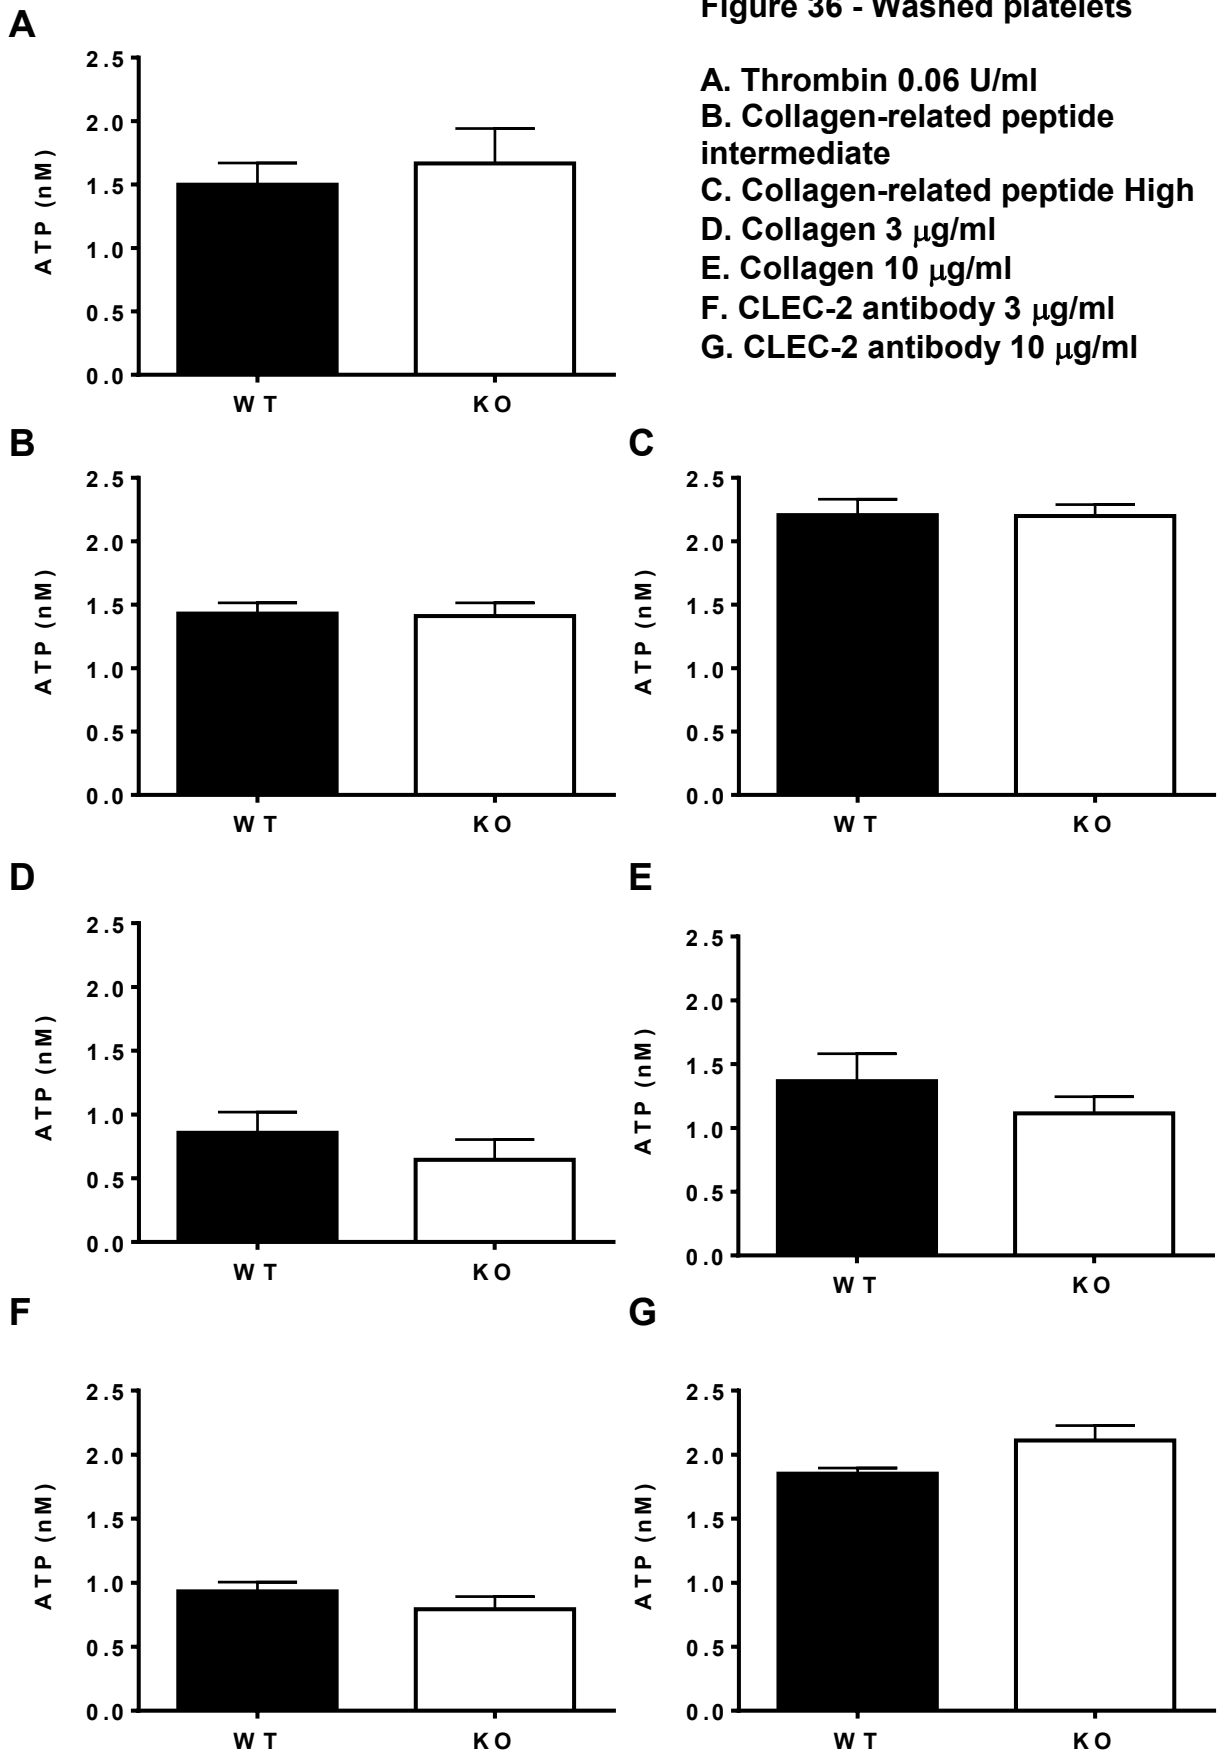 Figure 36 - Washed platelets
A. Thrombin 0.06 U/ml
B. Collagen-related peptide
intermediate
C. Collagen-related peptide High
D. Collagen 3 μg/ml
E. Collagen 10 μg/ml
F. CLEC-2 antibody 3 μg/ml
G. CLEC-2 antibody 10 μg/ml
A
ATP (nM)
2.5
2.0
1.5
1.0
0.5
0.0
WT KO
B
ATP (nM)
2.5
2.0
1.5
1.0
0.5
0.0
WT KO
C
ATP (nM)
2.5
2.0
1.5
1.0
0.5
0.0
WT KO
D
ATP (nM)
2.5
2.0
1.5
1.0
0.5
0.0
WT KO
E
ATP (nM)
2.5
2.0
1.5
1.0
0.5
0.0
WT KO
F
ATP (nM)
2.5
2.0
1.5
1.0
0.5
0.0
WT KO
G
ATP (nM)
2.5
2.0
1.5
1.0
0.5
0.0
WT KO